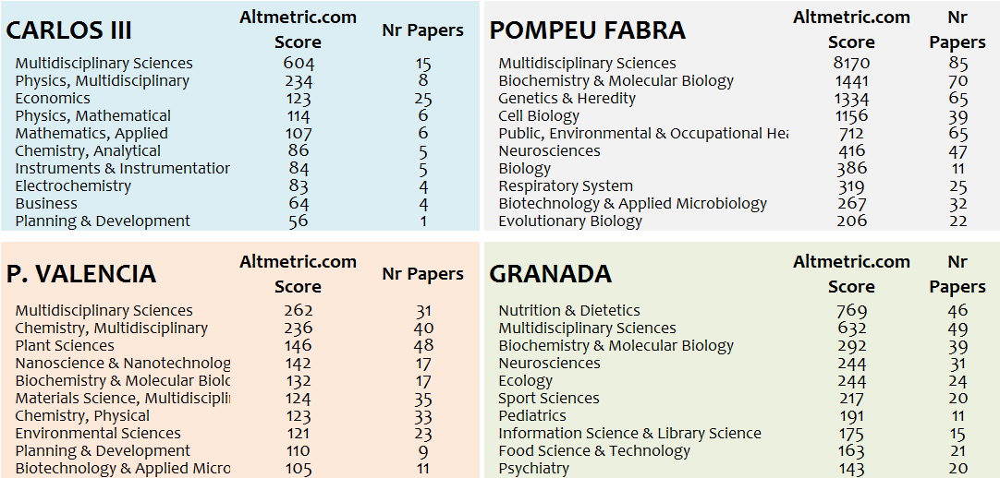 CARLOS III Altmetric.com Score Nr Papers
Multidisciplinary Sciences 604 15
Physics, Multidisciplinary 234 8
Economics 123 25
Physics, Mathematical 114 6
Mathematics, Applied 107 6
Chemistry, Analytical 86 5
Instruments & Instrumentation 84 5
Electrochemistry 83 4
Business 64 4
Planning & Development 56 1
POMPEU FABRA Altmetric.com Score Nr Papers
Multidisciplinary Sciences 8170 85
Biochemistry & Molecular Biology 1441 70
Genetics & Heredity 1334 65
Cell Biology 1156 39
Public, Environmental & Occupational Hea 712 65
Neurosciences 416 47
Biology 386 11
Respiratory System 319 25
Biotechnology & Applied Microbiology 267 32
Evolutionary Biology 206 22
P. VALENCIA Altmetric.com Score Nr Papers
Multidisciplinary Sciences 262 31
Chemistry, Multidisciplinary 236 40
Plant Sciences 146 48
Nanoscience & Nanotechnolog 142 17
Biochemistry & Molecular Biolo 132 17
Materials Science, Multidisciplin 124 35
Chemistry, Physical 123 33
Environmental Sciences 121 23
Planning & Development 110 9
Biotechnology & Applied Micro 105 11
GRANADA Altmetric.com Score Nr Papers
Nutrition & Dietetics 769 46
Multidisciplinary Sciences 632 49
Biochemistry & Molecular Biology 292 39
Neurosciences 244 31
Ecology 244 24
Sport Sciences 217 20
Pediatrics 191 11
Information Science & Library Science 175 15
Food Science & Technology 163 21
Psychiatry 143 20